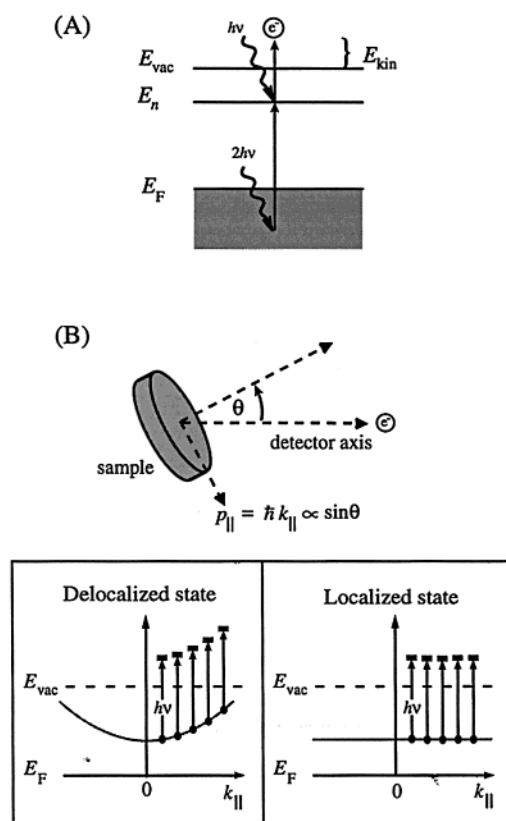 (A)
hν
e⁻
E_vac
} E_kin
E_n
2hν
E_F
(B)
θ
e⁻
detector axis
sample
p_|| = ħ k_|| ∝ sinθ
Delocalized state
E_vac
hν
E_F
0
k_||
Localized state
E_vac
hν
E_F
0
k_||